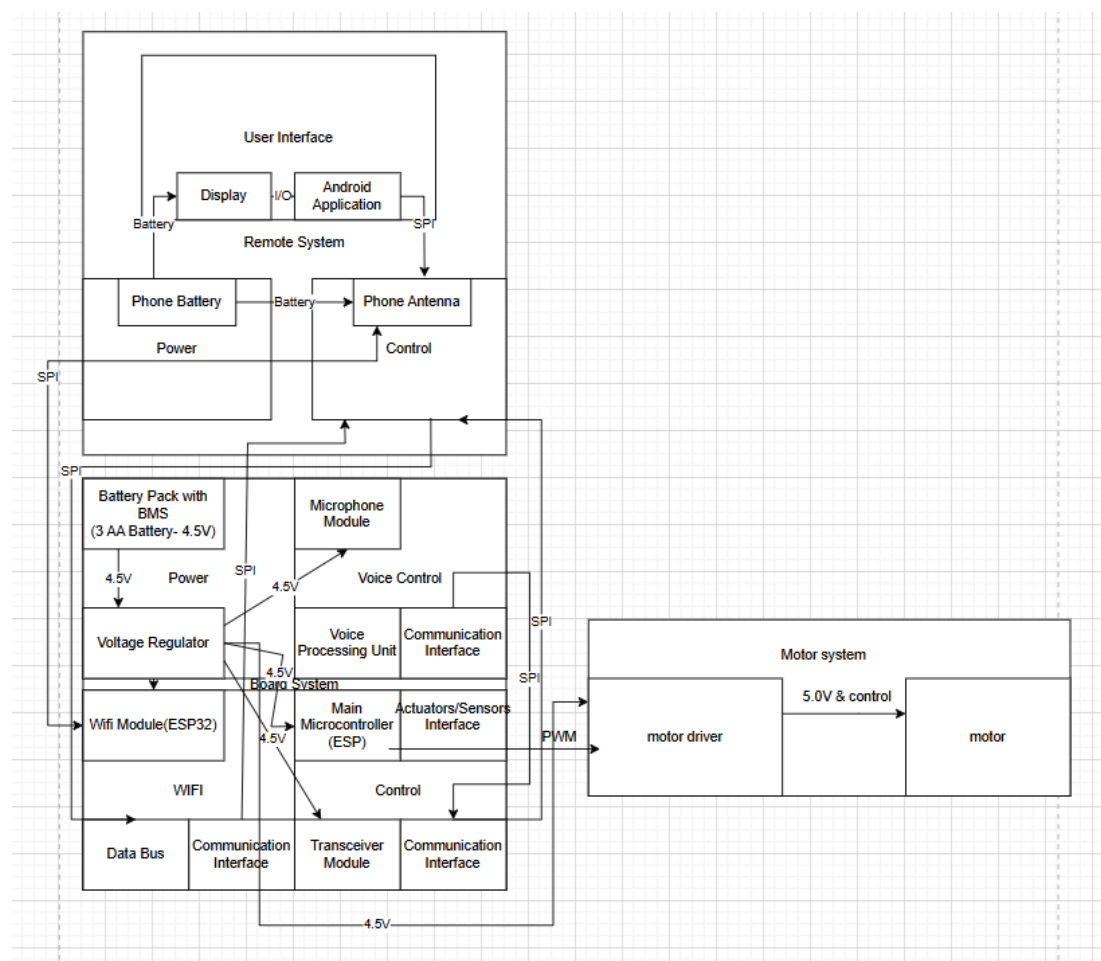 User Interface
Display
I/O
Android
Application
Battery
SPI
Remote System
Phone Battery
Battery
Phone Antenna
Power
Control
SPI
SPI
Battery Pack with
BMS
(3 AA Battery- 4.5V)
Microphone
Module
4.5V
Power
SPI
4.5V
Voice Control
Voltage Regulator
Voice
Processing Unit
Communication
Interface
SPI
4.5V
SPI
Board System
Motor system
Wifi Module(ESP32)
Main
Microcontroller
(ESP)
Actuators/Sensors
Interface
4.5V
PWM
motor driver
5.0V & control
motor
WIFI
Control
Data Bus
Communication
Interface
Transceiver
Module
Communication
Interface
4.5V